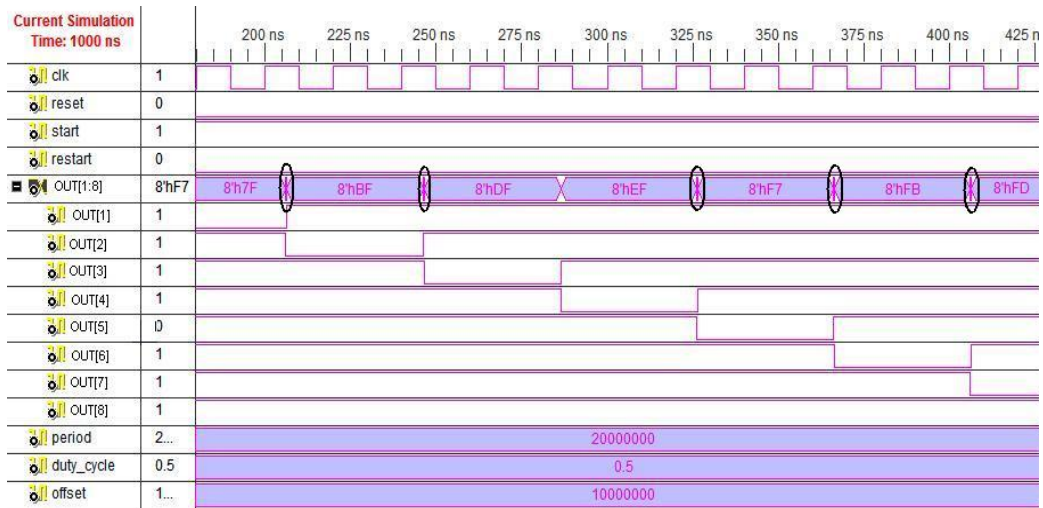 Current Simulation
Time: 1000 ns
200 ns 225 ns 250 ns 275 ns 300 ns 325 ns 350 ns 375 ns 400 ns 425 n
clk 1
reset 0
start 1
restart 0
OUT[1:8] 8'hF7 8'h7F 8'hBF 8'hDF 8'hEF 8'hF7 8'hFB 8'hFD
OUT[1] 1
OUT[2] 1
OUT[3] 1
OUT[4] 1
OUT[5] 0
OUT[6] 1
OUT[7] 1
OUT[8] 1
period 2... 20000000
duty_cycle 0.5 0.5
offset 1... 10000000